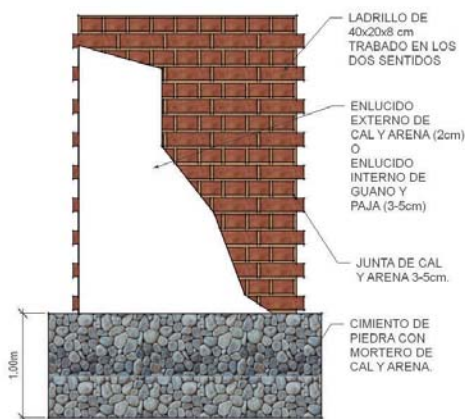 LADRILLO DE
40x20x8 cm
TRABADO EN LOS
DOS SENTIDOS
ENLUCIDO
EXTERNO DE
CAL Y ARENA (2cm)
Ó
ENLUCIDO
INTERNO DE
GUANO Y
PAJA (3-5cm)
JUNTA DE CAL
Y ARENA 3-5cm.
CIMIENTO DE
PIEDRA CON
MORTERO DE
CAL Y ARENA.
1.00m